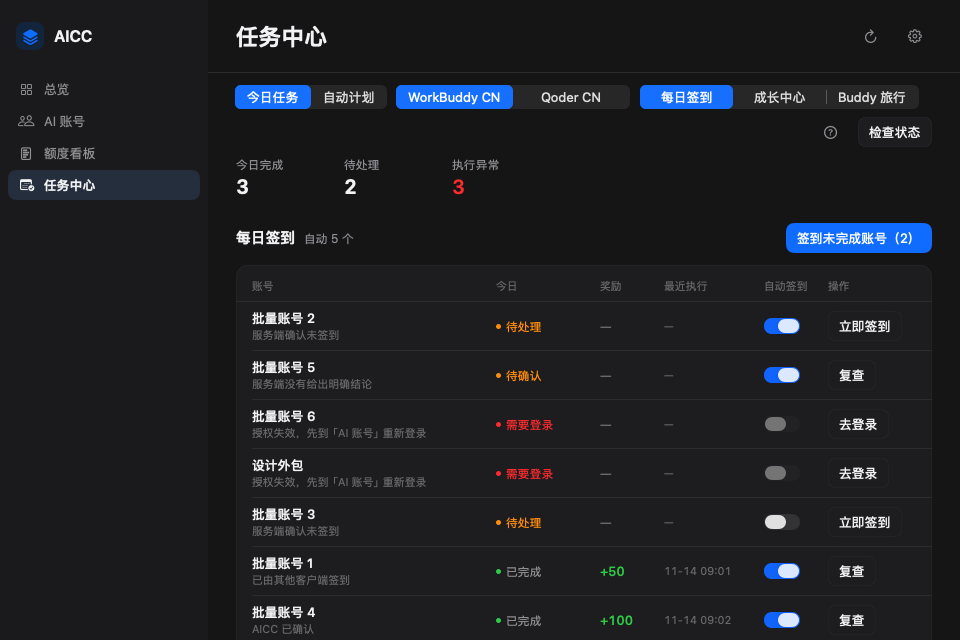 AICC
任务中心
总览
AI 账号
额度看板
任务中心
今日任务 自动计划 WorkBuddy CN Qoder CN 每日签到 成长中心 Buddy 旅行
检查状态
今日完成 待处理 执行异常
3 2 3
每日签到 自动 5 个 签到未完成账号（2）
账号 今日 奖励 最近执行 自动签到 操作
批量账号 2
服务端确认未签到
待处理 — — 立即签到
批量账号 5
服务端没有给出明确结论
待确认 — — 复查
批量账号 6
授权失效，先到「AI 账号」重新登录
需要登录 — — 去登录
设计外包
授权失效，先到「AI 账号」重新登录
需要登录 — — 去登录
批量账号 3
服务端确认未签到
待处理 — — 立即签到
批量账号 1
已由其他客户端签到
已完成 +50 11-14 09:01 复查
批量账号 4
AICC 已确认
已完成 +100 11-14 09:02 复查